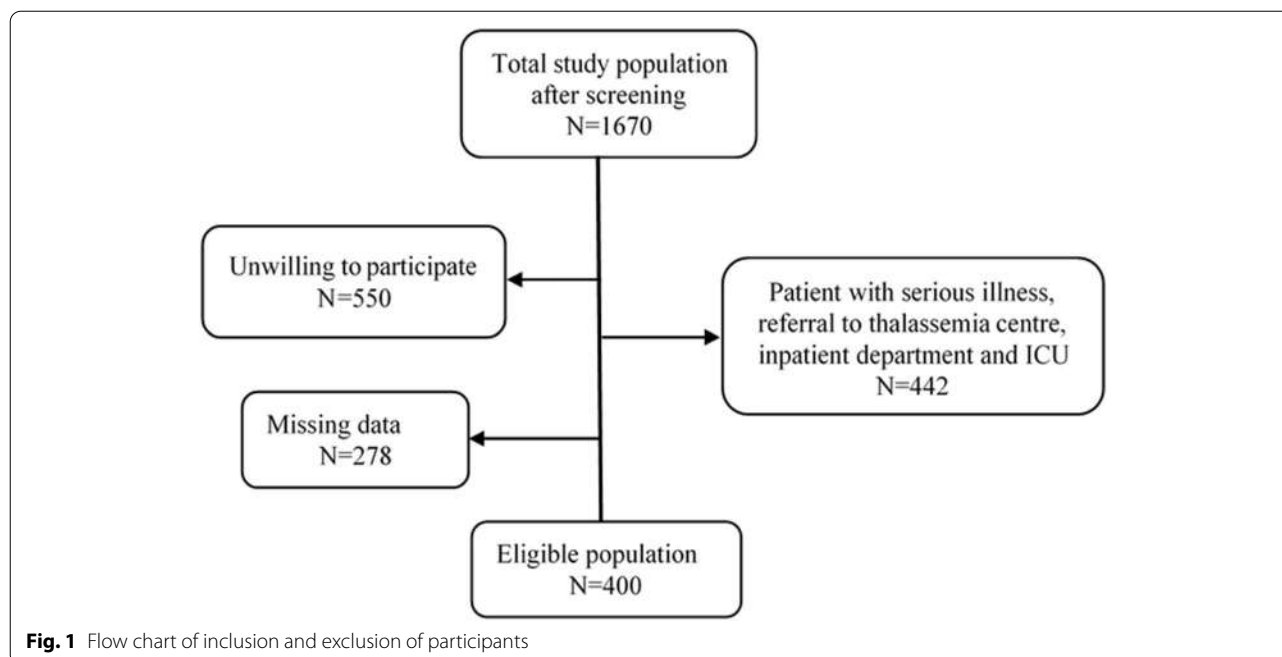 Total study population
after screening
N=1670
Unwilling to participate
N=550
Patient with serious illness,
referral to thalassemia centre,
inpatient department and ICU
N=442
Missing data
N=278
Eligible population
N=400
Fig. 1 Flow chart of inclusion and exclusion of participants